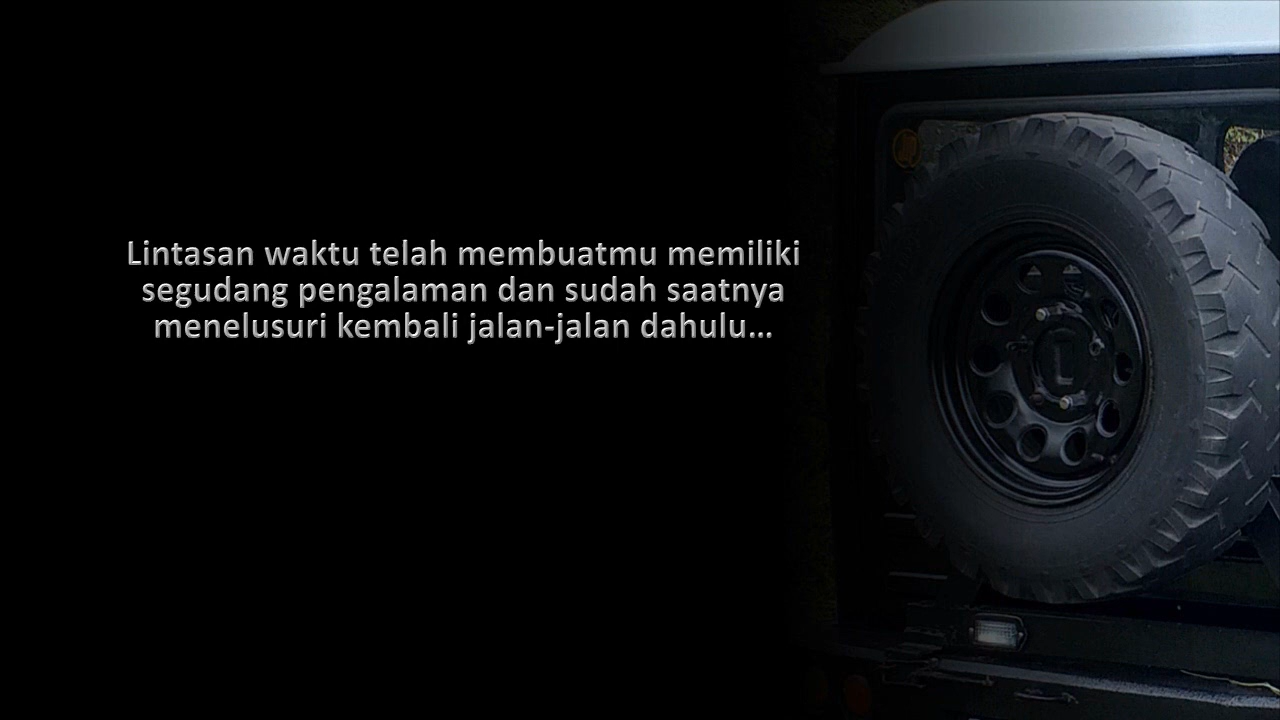 Lintasan waktu telah membuatmu memiliki
segudang pengalaman dan sudah saatnya
menelusuri kembali jalan-jalan dahulu...